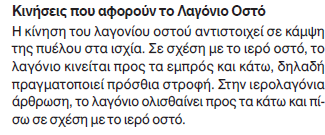 Κινήσεις που αφορούν το Λαγόνιο Οστό
Η κίνηση του λαγονίου οστού αντιστοιχεί σε κάμψη
της πυέλου στα ισχία. Σε σχέση με το ιερό οστό, το
λαγόνιο κινείται προς τα εμπρός και κάτω, δηλαδή
πραγματοποιεί πρόσθια στροφή. Στην ιερολαγόνια
άρθρωση, το λαγόνιο ολισθαίνει προς τα κάτω και πί-
σω σε σχέση με το ιερό οστό.